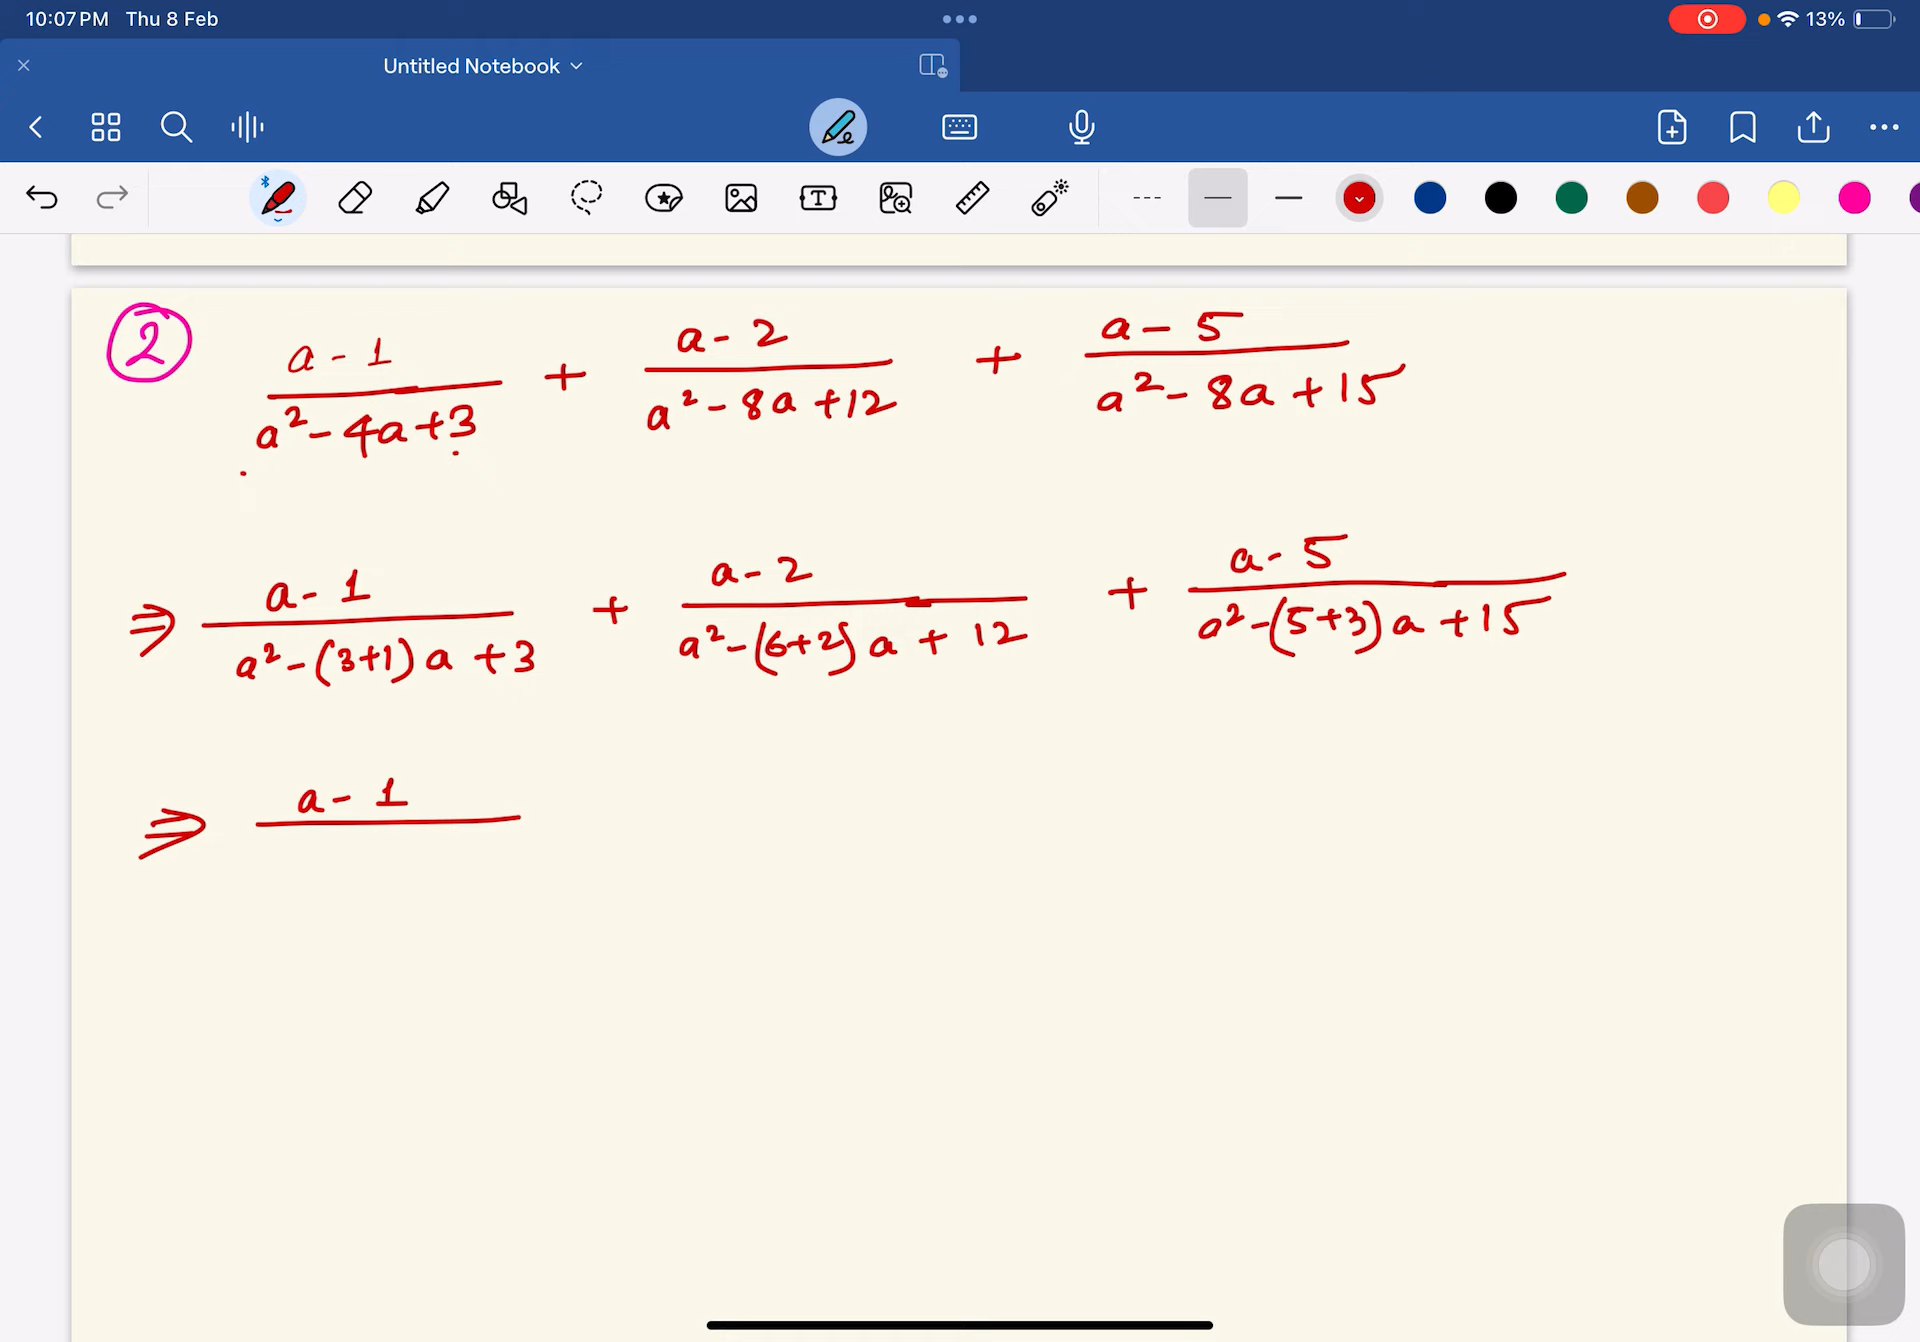 10:07 PM Thu 8 Feb
13%
Untitled Notebook
② a - 1 / a² - 4a + 3 + a - 2 / a² - 8a + 12 + a - 5 / a² - 8a + 15
⇒ a - 1 / a² - (3+1) a + 3 + a - 2 / a² - (6+2) a + 12 + a - 5 / a² - (5+3) a + 15
⇒ a - 1